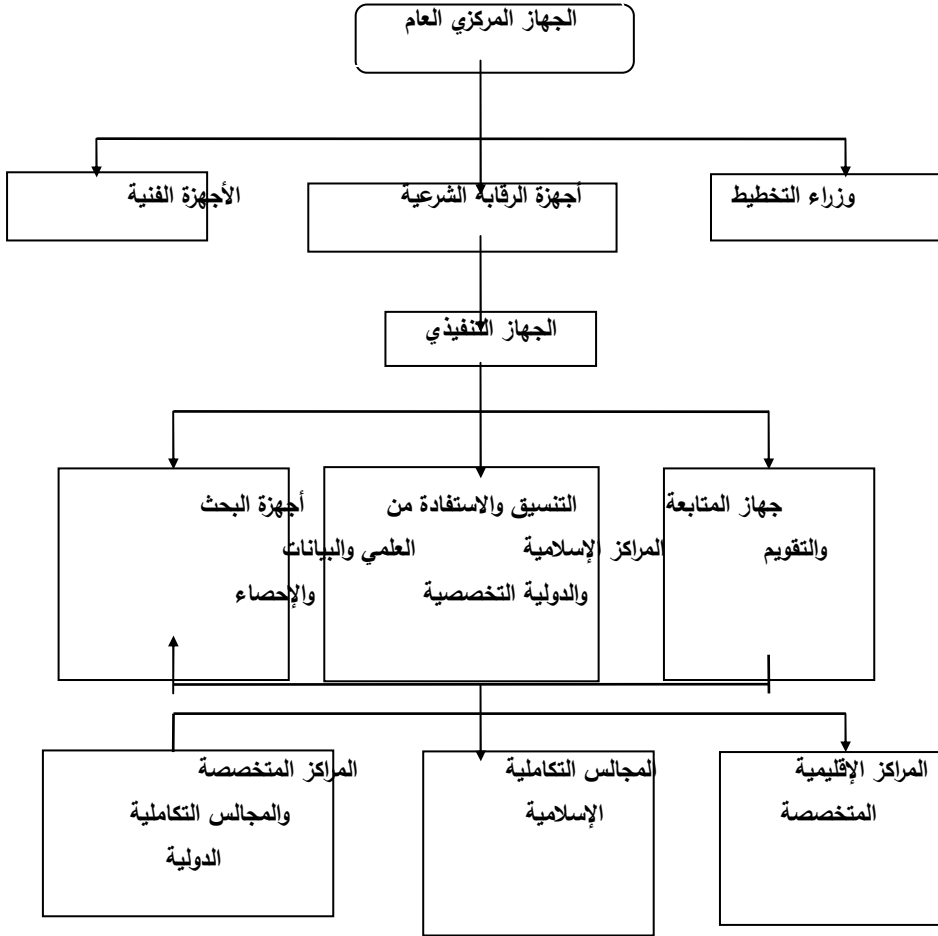 الجهاز المركزي العام
وزراء التخطيط
أجهزة الرقابة الشرعية
الأجهزة الفنية
الجهاز التنفيذي
جهاز المتابعة
والتقويم
التنسيق والاستفادة من
المراكز الإسلامية
والدولية التخصصية
أجهزة البحث
العلمي والبيانات
والإحصاء
المراكز الإقليمية
المتخصصة
المجالس التكاملية
الإسلامية
المراكز المتخصصة
والمجالس التكاملية
الدولية